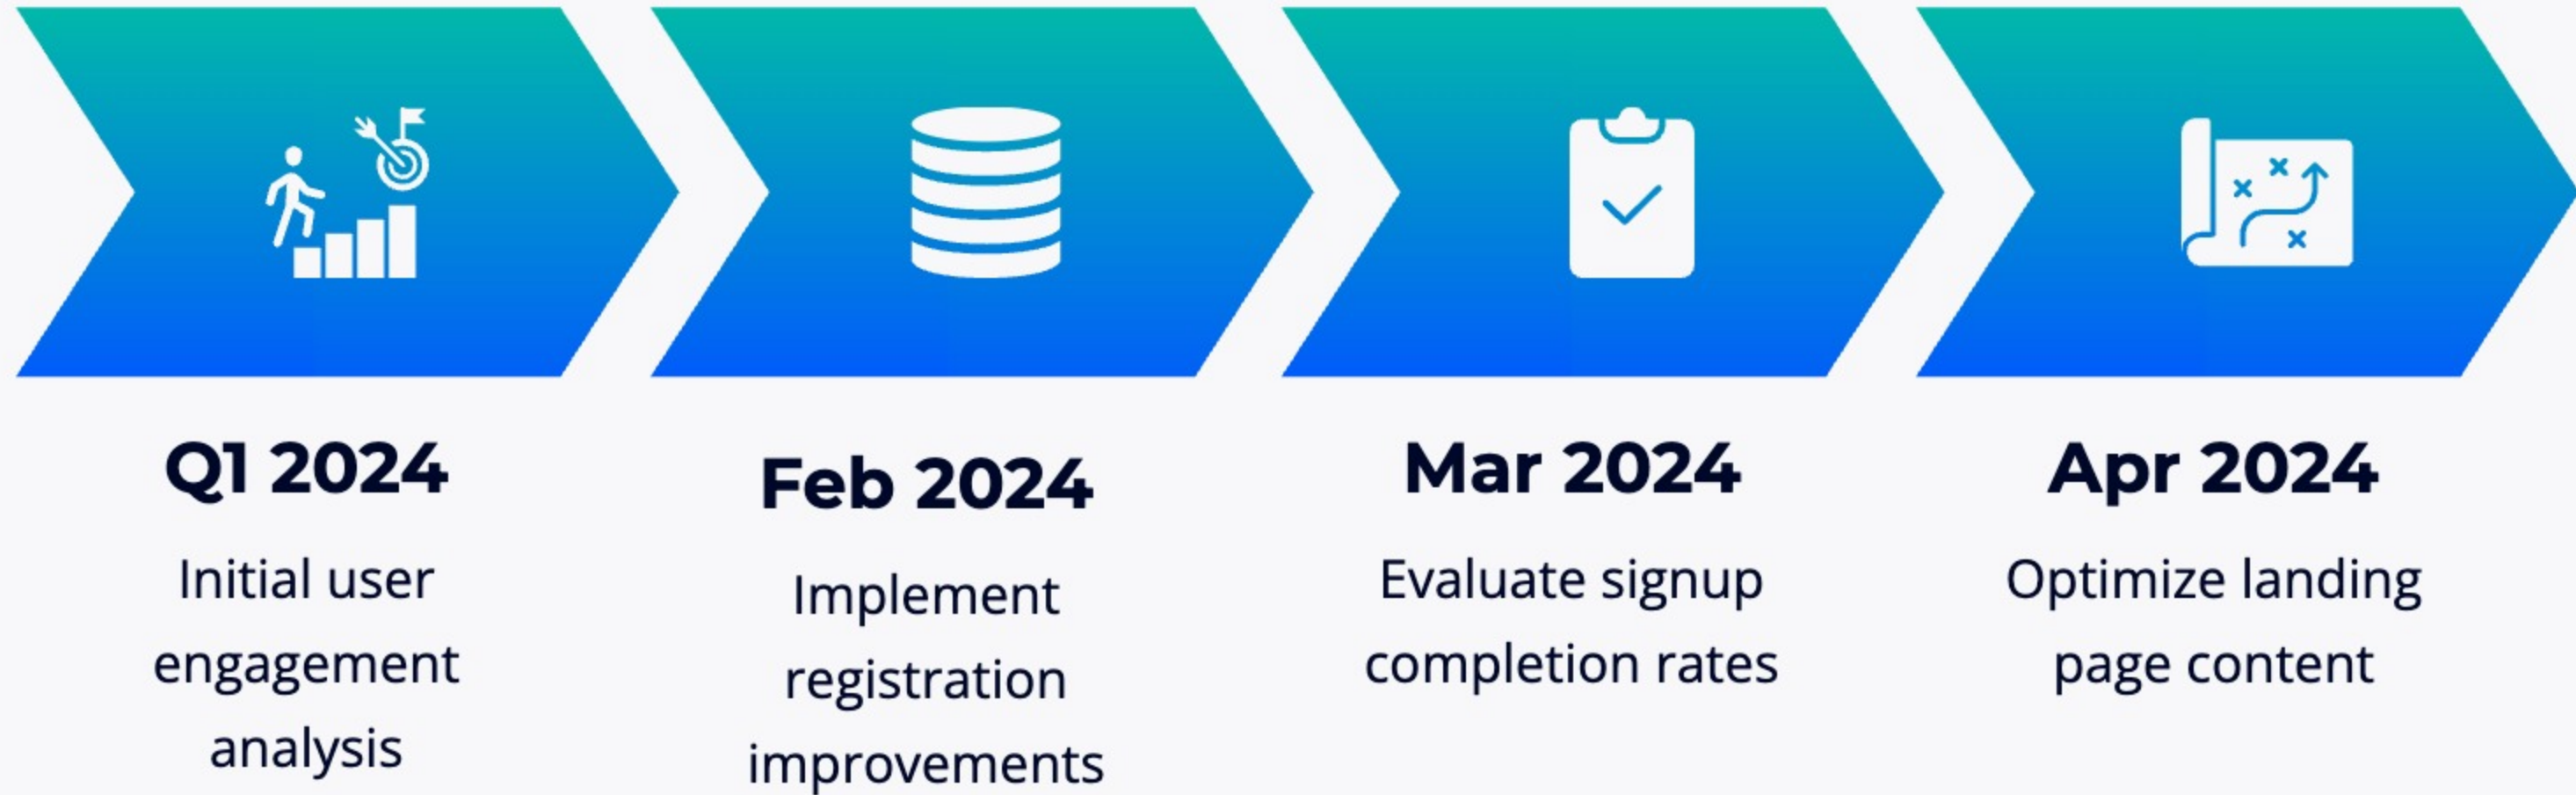 Q1 2024
Initial user
engagement
analysis
Feb 2024
Implement
registration
improvements
Mar 2024
Evaluate signup
completion rates
Apr 2024
Optimize landing
page content